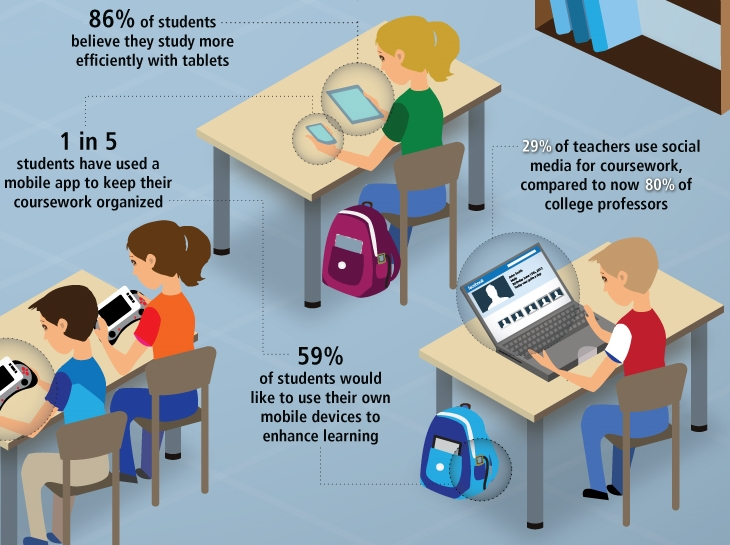 86% of students
believe they study more
efficiently with tablets
1 in 5
students have used a
mobile app to keep their
coursework organized
29% of teachers use social
media for coursework,
compared to now 80% of
college professors
59%
of students would
like to use their own
mobile devices to
enhance learning
facebook